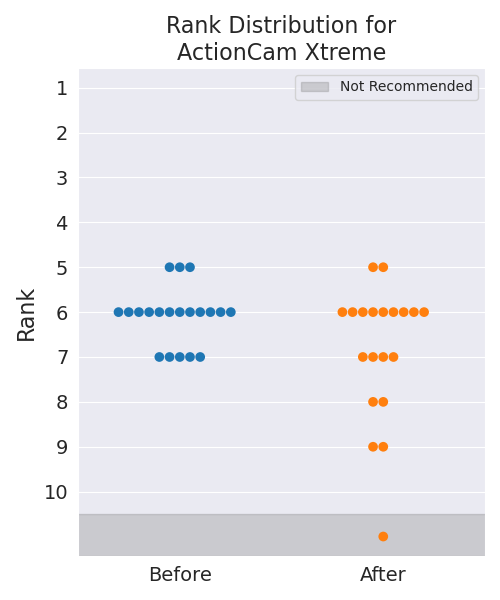 Rank Distribution for
ActionCam Xtreme
Not Recommended
1
2
3
4
5
6
7
8
9
10
Rank
Before
After